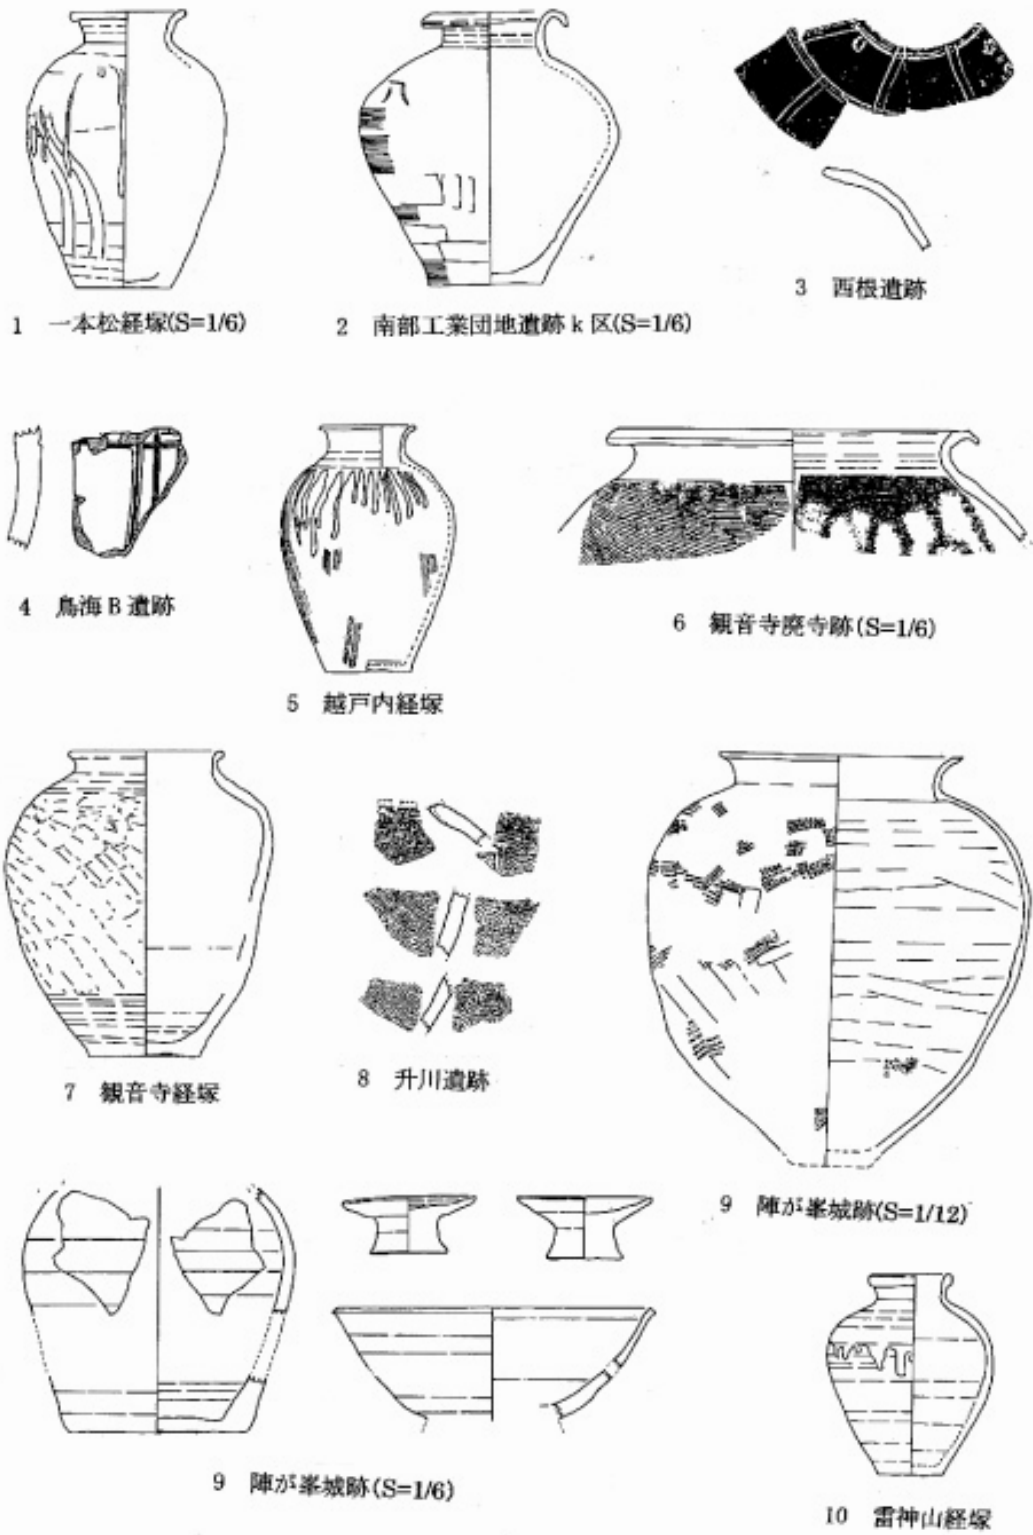 1 一本松経塚(S=1/6)
2 南部工業団地遺跡 k 区(S=1/6)
3 西根遺跡
4 鳥海 B 遺跡
5 越戸内経塚
6 観音寺廃寺跡(S=1/6)
7 観音寺経塚
8 升川遺跡
9 陣が峯城跡(S=1/12)
9 陣が峯城跡(S=1/6)
10 雷神山経塚